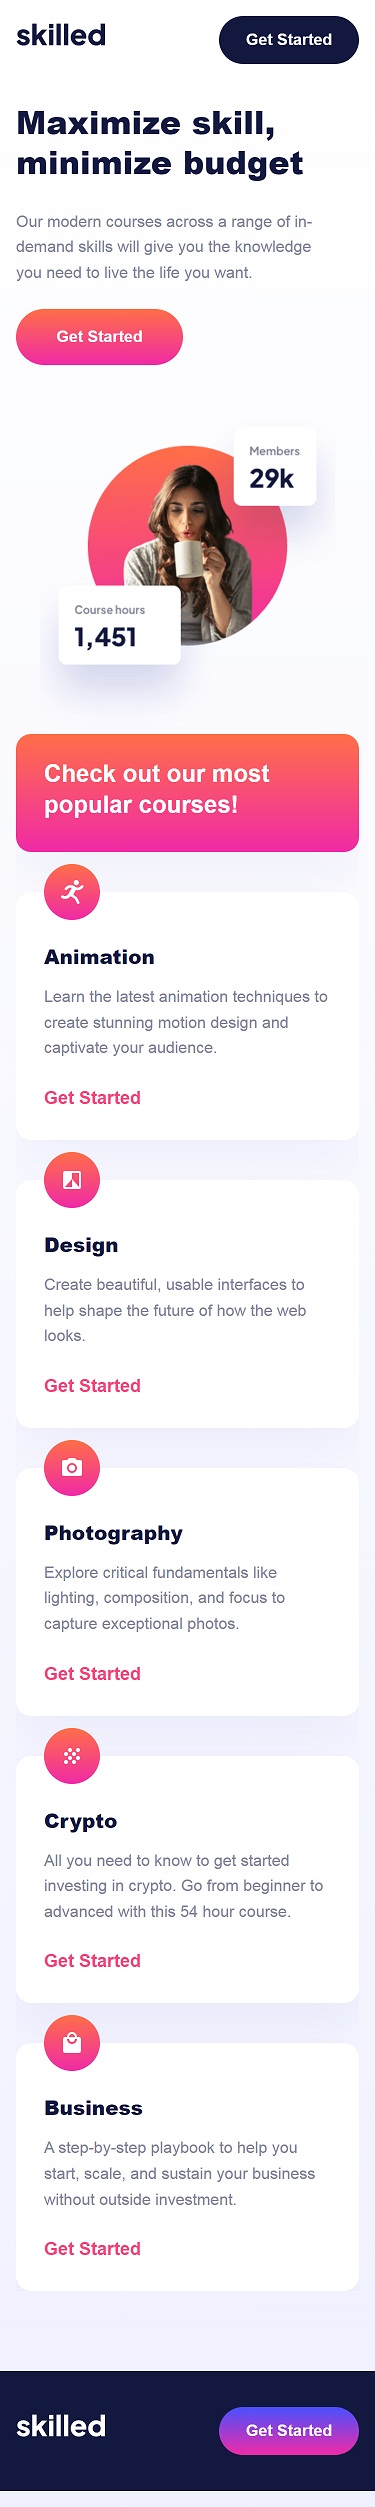 skilled
Get Started
Maximize skill,
minimize budget
Our modern courses across a range of in-
demand skills will give you the knowledge
you need to live the life you want.
Get Started
Members
29k
Course hours
1,451
Check out our most
popular courses!
Animation
Learn the latest animation techniques to
create stunning motion design and
captivate your audience.
Get Started
Design
Create beautiful, usable interfaces to
help shape the future of how the web
looks.
Get Started
Photography
Explore critical fundamentals like
lighting, composition, and focus to
capture exceptional photos.
Get Started
Crypto
All you need to know to get started
investing in crypto. Go from beginner to
advanced with this 54 hour course.
Get Started
Business
A step-by-step playbook to help you
start, scale, and sustain your business
without outside investment.
Get Started
skilled
Get Started